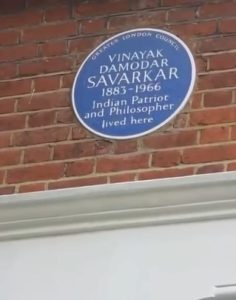 GREATER LONDON COUNCIL
VINAYAK
DAMODAR
SAVARKAR
1883-1966
Indian Patriot
and Philosopher
lived here